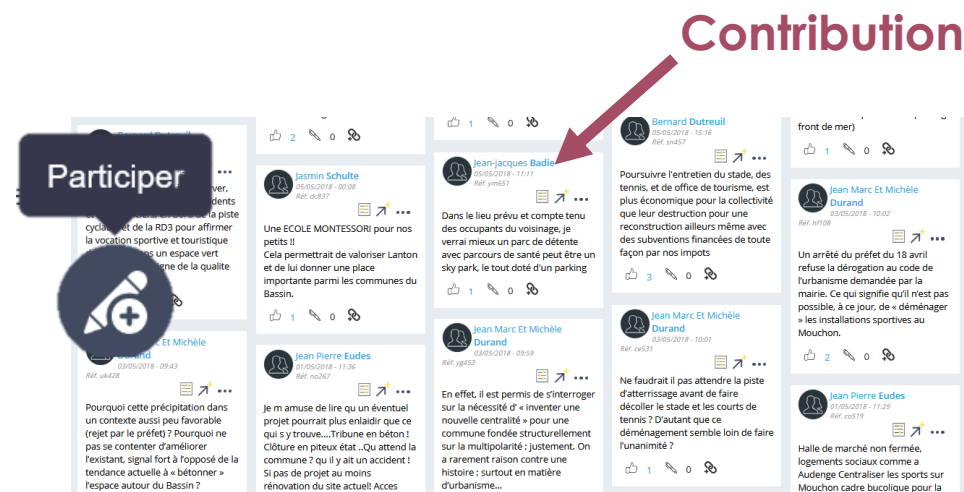 Contribution
Participer
Bernard Dutreuil
rver,
dents
de la piste
cycla et de la RD3 pour affirmer
la vocation sportive et touristique
ns un espace vert
igne de la qualite
rc Et Michèle
Durand
03/05/2018 - 09:43
Réf. uk428
Pourquoi cette précipitation dans
un contexte aussi peu favorable
(rejet par le préfet) ? Pourquoi ne
pas se contenter d'améliorer
l'existant, signal fort à l'opposé de la
tendance actuelle à « bétonner »
l'espace autour du Bassin ?
2 0
Jasmin Schulte
05/05/2018 - 00:08
Réf. dc837
Une ECOLE MONTESSORI pour nos
petits !!
Cela permettrait de valoriser Lanton
et de lui donner une place
importante parmi les communes du
Bassin.
1 0
Jean Pierre Eudes
01/05/2018 - 11:36
Réf. no267
Je m amuse de lire qu un éventuel
projet pourrait plus enlaidir que ce
qui s y trouve....Tribune en béton !
Clôture en piteux état ..Qu attend la
commune ? qu il y ait un accident !
Si pas de projet au moins
rénovation du site actuel! Acces
1 0
Jean-jacques Badie
05/05/2018 - 11:11
Réf. ym651
Dans le lieu prévu et compte tenu
des occupants du voisinage, je
verrai mieux un parc de détente
avec parcours de santé peut être un
sky park, le tout doté d'un parking
1 0
Jean Marc Et Michèle
Durand
03/05/2018 - 09:59
Réf. yg453
En effet, il est permis de s'interroger
sur la nécessité d' « inventer une
nouvelle centralité » pour une
commune fondée structurellement
sur la multipolarité ; justement. On
a rarement raison contre une
histoire ; surtout en matière
d'urbanisme...
Bernard Dutreuil
05/05/2018 - 15:16
Réf. sn457
Poursuivre l'entretien du stade, des
tennis, et de office de tourisme, est
plus économique pour la collectivité
que leur destruction pour une
reconstruction ailleurs même avec
des subventions financées de toute
façon par nos impots
3 0
Jean Marc Et Michèle
Durand
03/05/2018 - 10:01
Réf. ce531
Ne faudrait il pas attendre la piste
d'atterrissage avant de faire
décoller le stade et les courts de
tennis ? D'autant que ce
déménagement semble loin de faire
l'unanimité ?
1 0
front de mer)
1 0
Jean Marc Et Michèle
Durand
03/05/2018 - 10:02
Réf. hf108
Un arrêté du préfet du 18 avril
refuse la dérogation au code de
l'urbanisme demandée par la
mairie. Ce qui signifie qu'il n'est pas
possible, à ce jour, de « déménager
» les installations sportives au
Mouchon.
2 0
Jean Pierre Eudes
01/05/2018 - 11:29
Réf. co519
Halle de marché non fermée,
logements sociaux comme a
Audenge Centraliser les sports sur
Mouchon cadre bucolique pour la